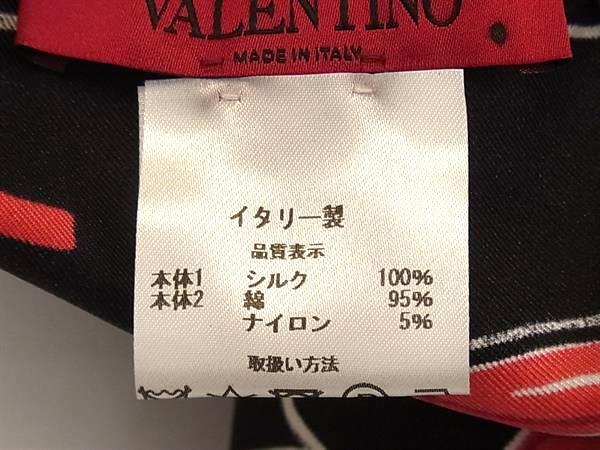 VALENTINO
MADE IN ITALY
イタリー製
品質表示
本体1 シルク 100%
本体2 綿 95%
ナイロン 5%
取扱い方法